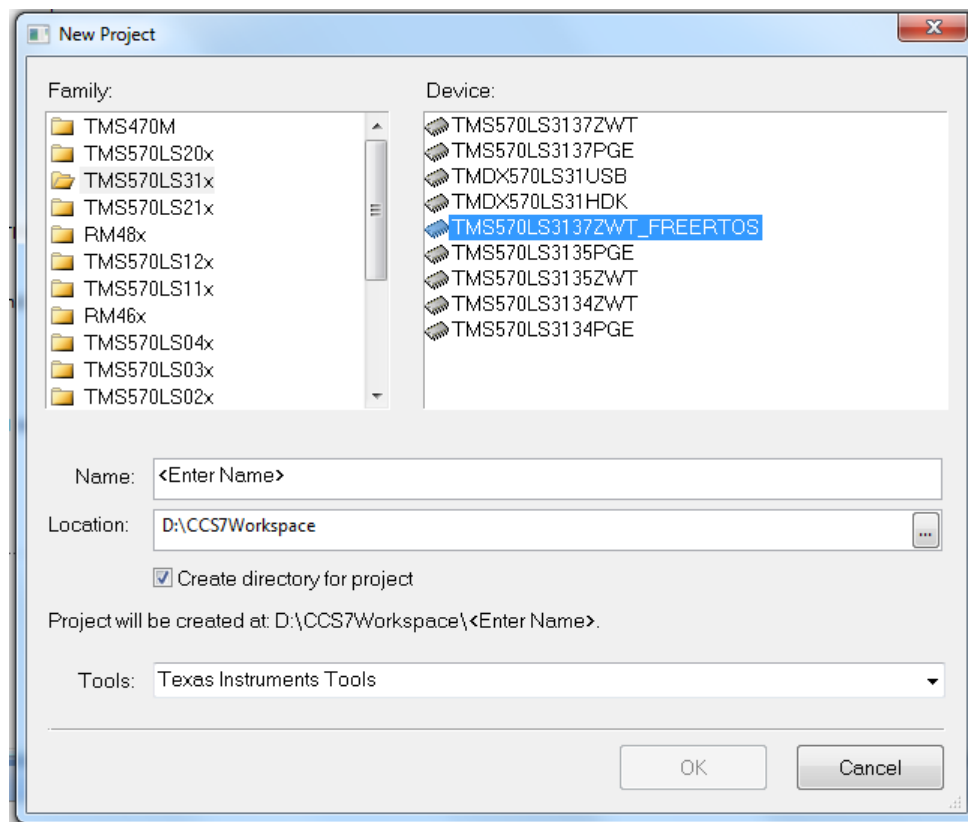 New Project
Family:
Device:
TMS470M
TMS570LS20x
TMS570LS31x
TMS570LS21x
RM48x
TMS570LS12x
TMS570LS11x
RM46x
TMS570LS04x
TMS570LS03x
TMS570LS02x
TMS570LS3137ZWT
TMS570LS3137PGE
TMDX570LS31USB
TMDX570LS31HDK
TMS570LS3137ZWT_FREERTOS
TMS570LS3135PGE
TMS570LS3135ZWT
TMS570LS3134ZWT
TMS570LS3134PGE
Name: <Enter Name>
Location: D:\CCS7Workspace
...
Create directory for project
Project will be created at: D:\CCS7Workspace\<Enter Name>.
Tools: Texas Instruments Tools
OK
Cancel